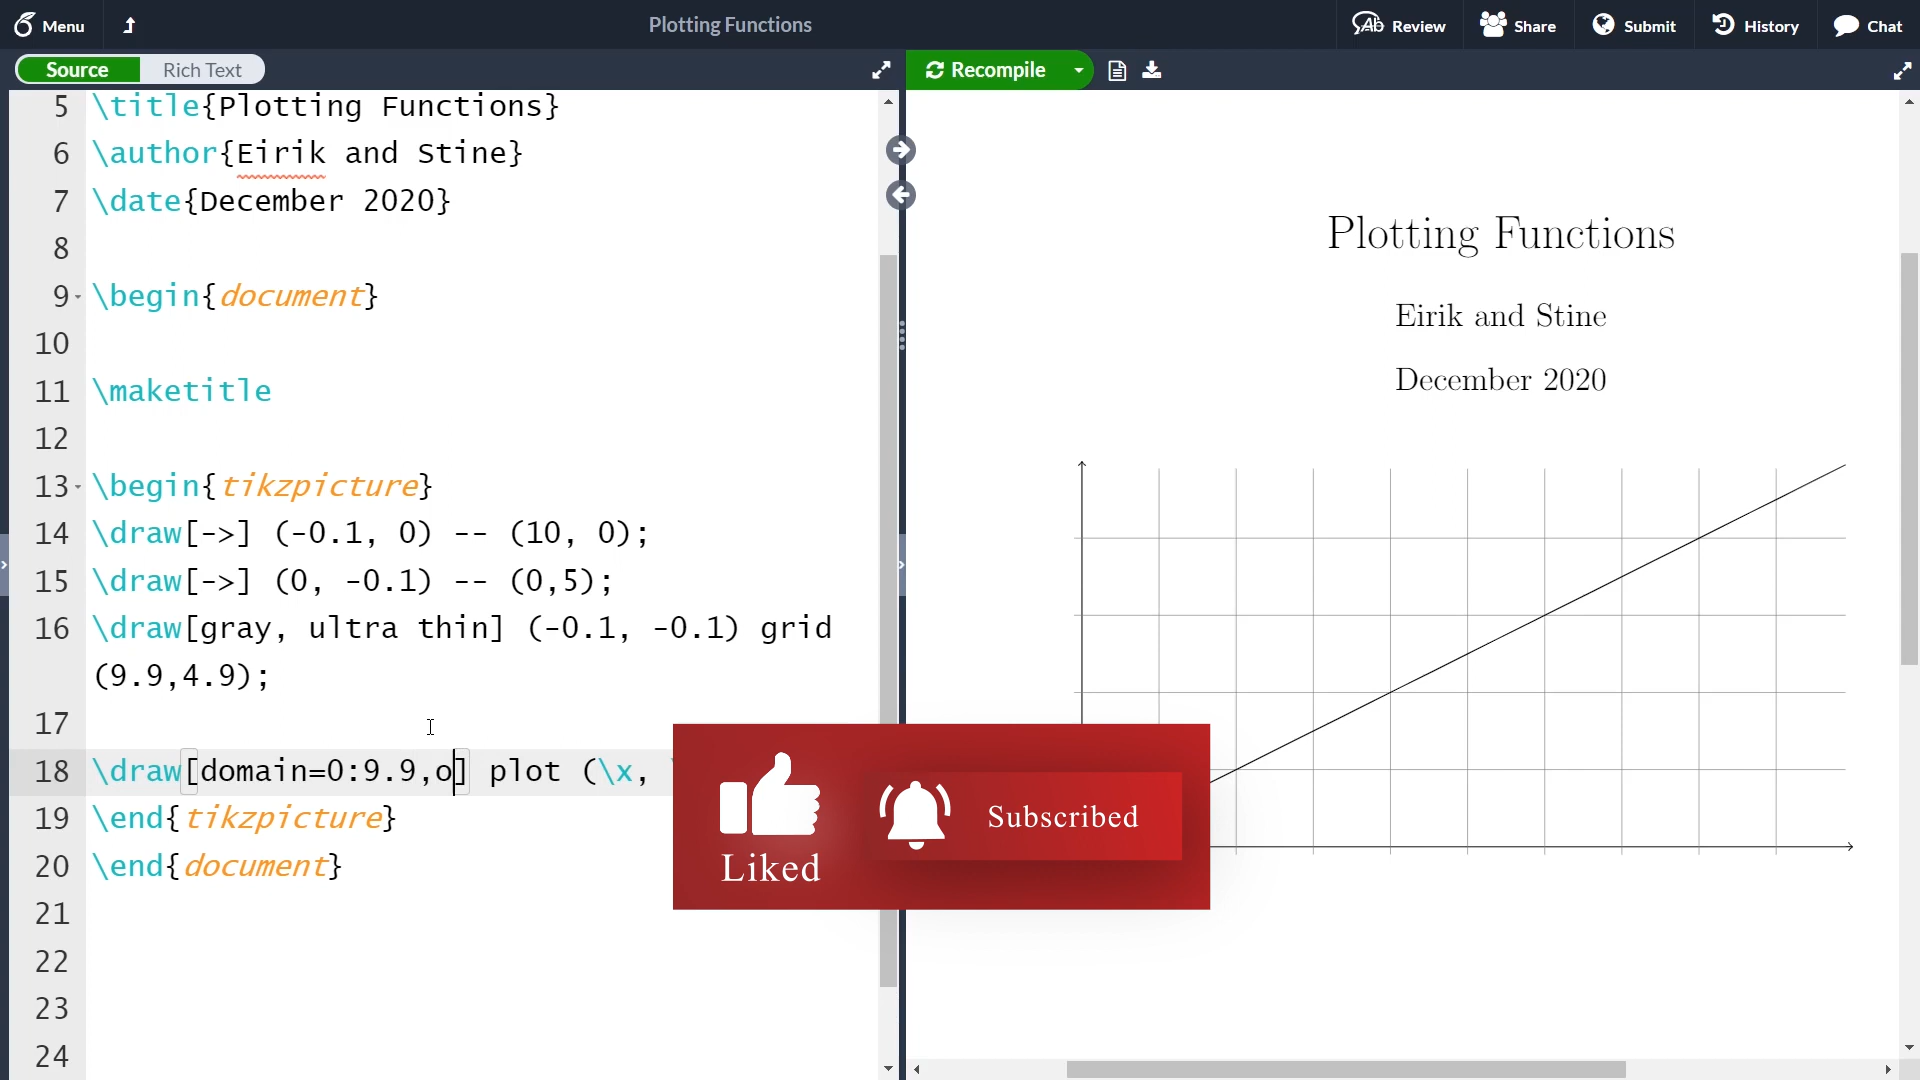 Menu
Plotting Functions
Review
Share
Submit
History
Chat
Source
Rich Text
Recompile
5 \title{Plotting Functions}
6 \author{Eirik and Stine}
7 \date{December 2020}
8
9 \begin{document}
10
11 \maketitle
12
13 \begin{tikzpicture}
14 \draw[->] (-0.1, 0) -- (10, 0);
15 \draw[->] (0, -0.1) -- (0,5);
16 \draw[gray, ultra thin] (-0.1, -0.1) grid
(9.9,4.9);
17
18 \draw[domain=0:9.9,o] plot (\x,
19 \end{tikzpicture}
20 \end{document}
21
22
23
24
Plotting Functions
Eirik and Stine
December 2020
Liked
Subscribed